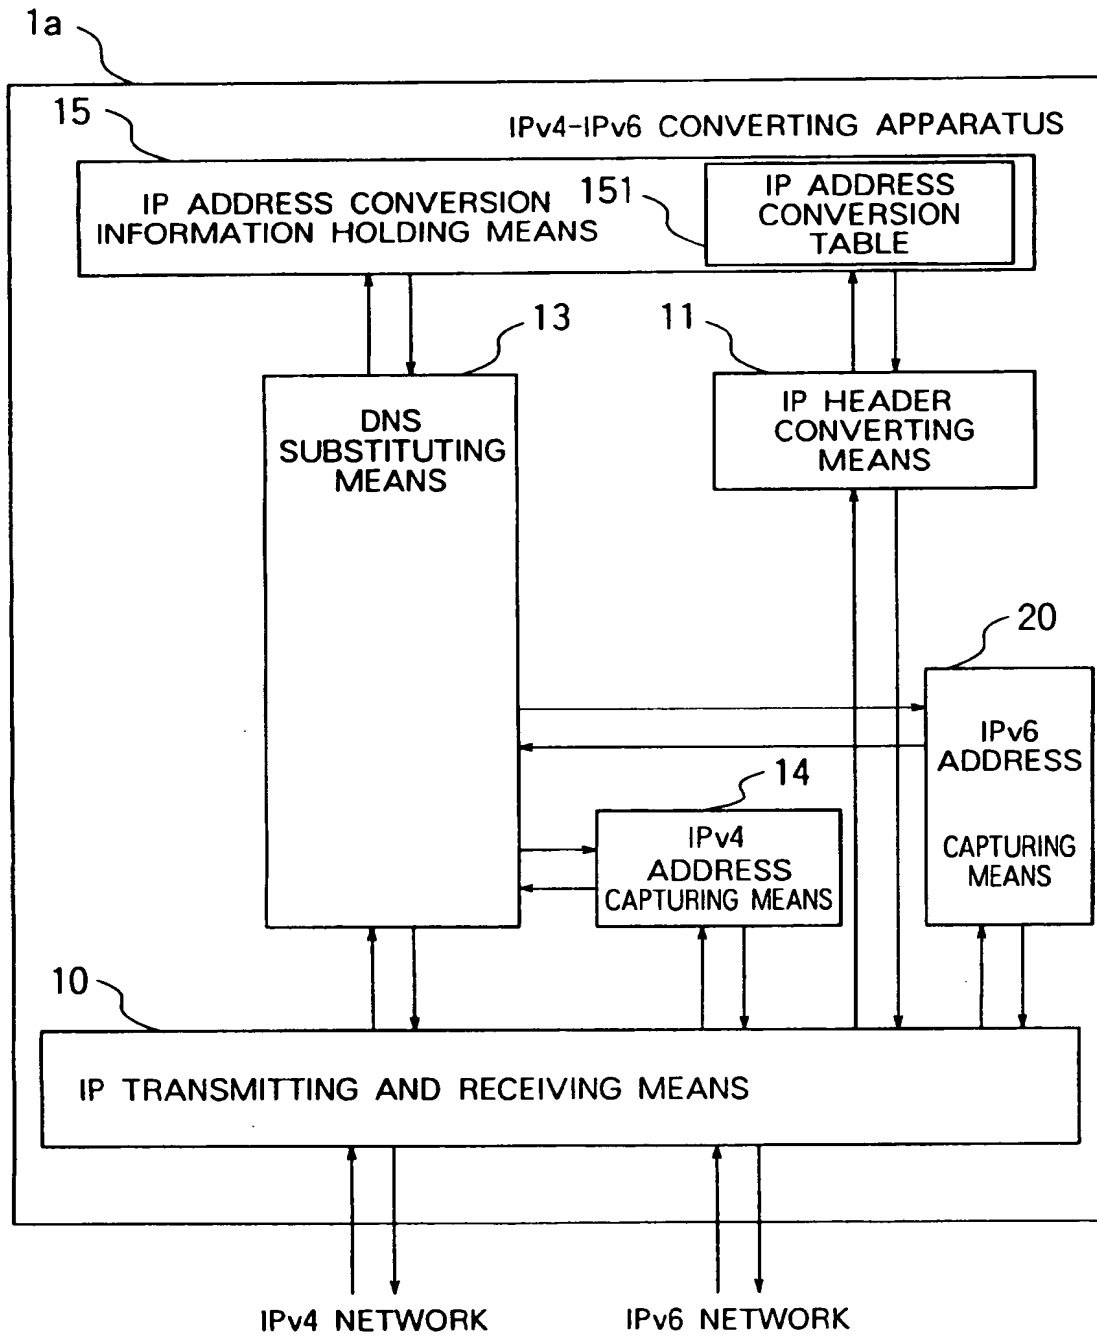 1a
15
IPv4-IPv6 CONVERTING APPARATUS
IP ADDRESS CONVERSION
INFORMATION HOLDING MEANS
151
IP ADDRESS
CONVERSION
TABLE
13
11
DNS
SUBSTITUTING
MEANS
IP HEADER
CONVERTING
MEANS
20
IPv6
ADDRESS
CAPTURING
MEANS
14
IPv4
ADDRESS
CAPTURING MEANS
10
IP TRANSMITTING AND RECEIVING MEANS
IPv4 NETWORK
IPv6 NETWORK